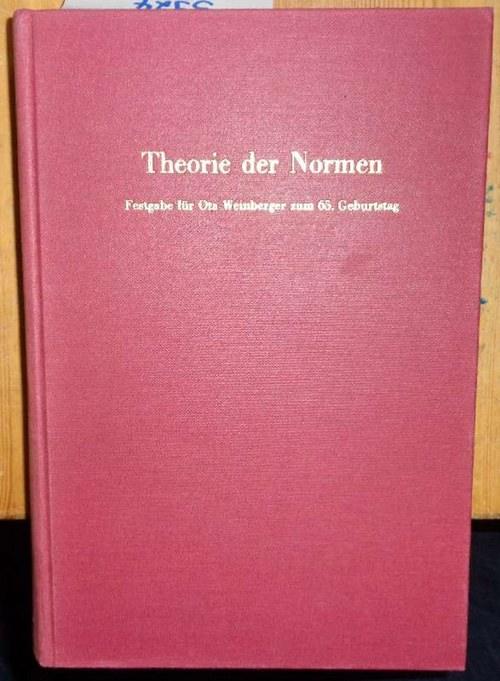 Theorie der Normen
Festgabe für Ota Weinberger zum 65. Geburtstag